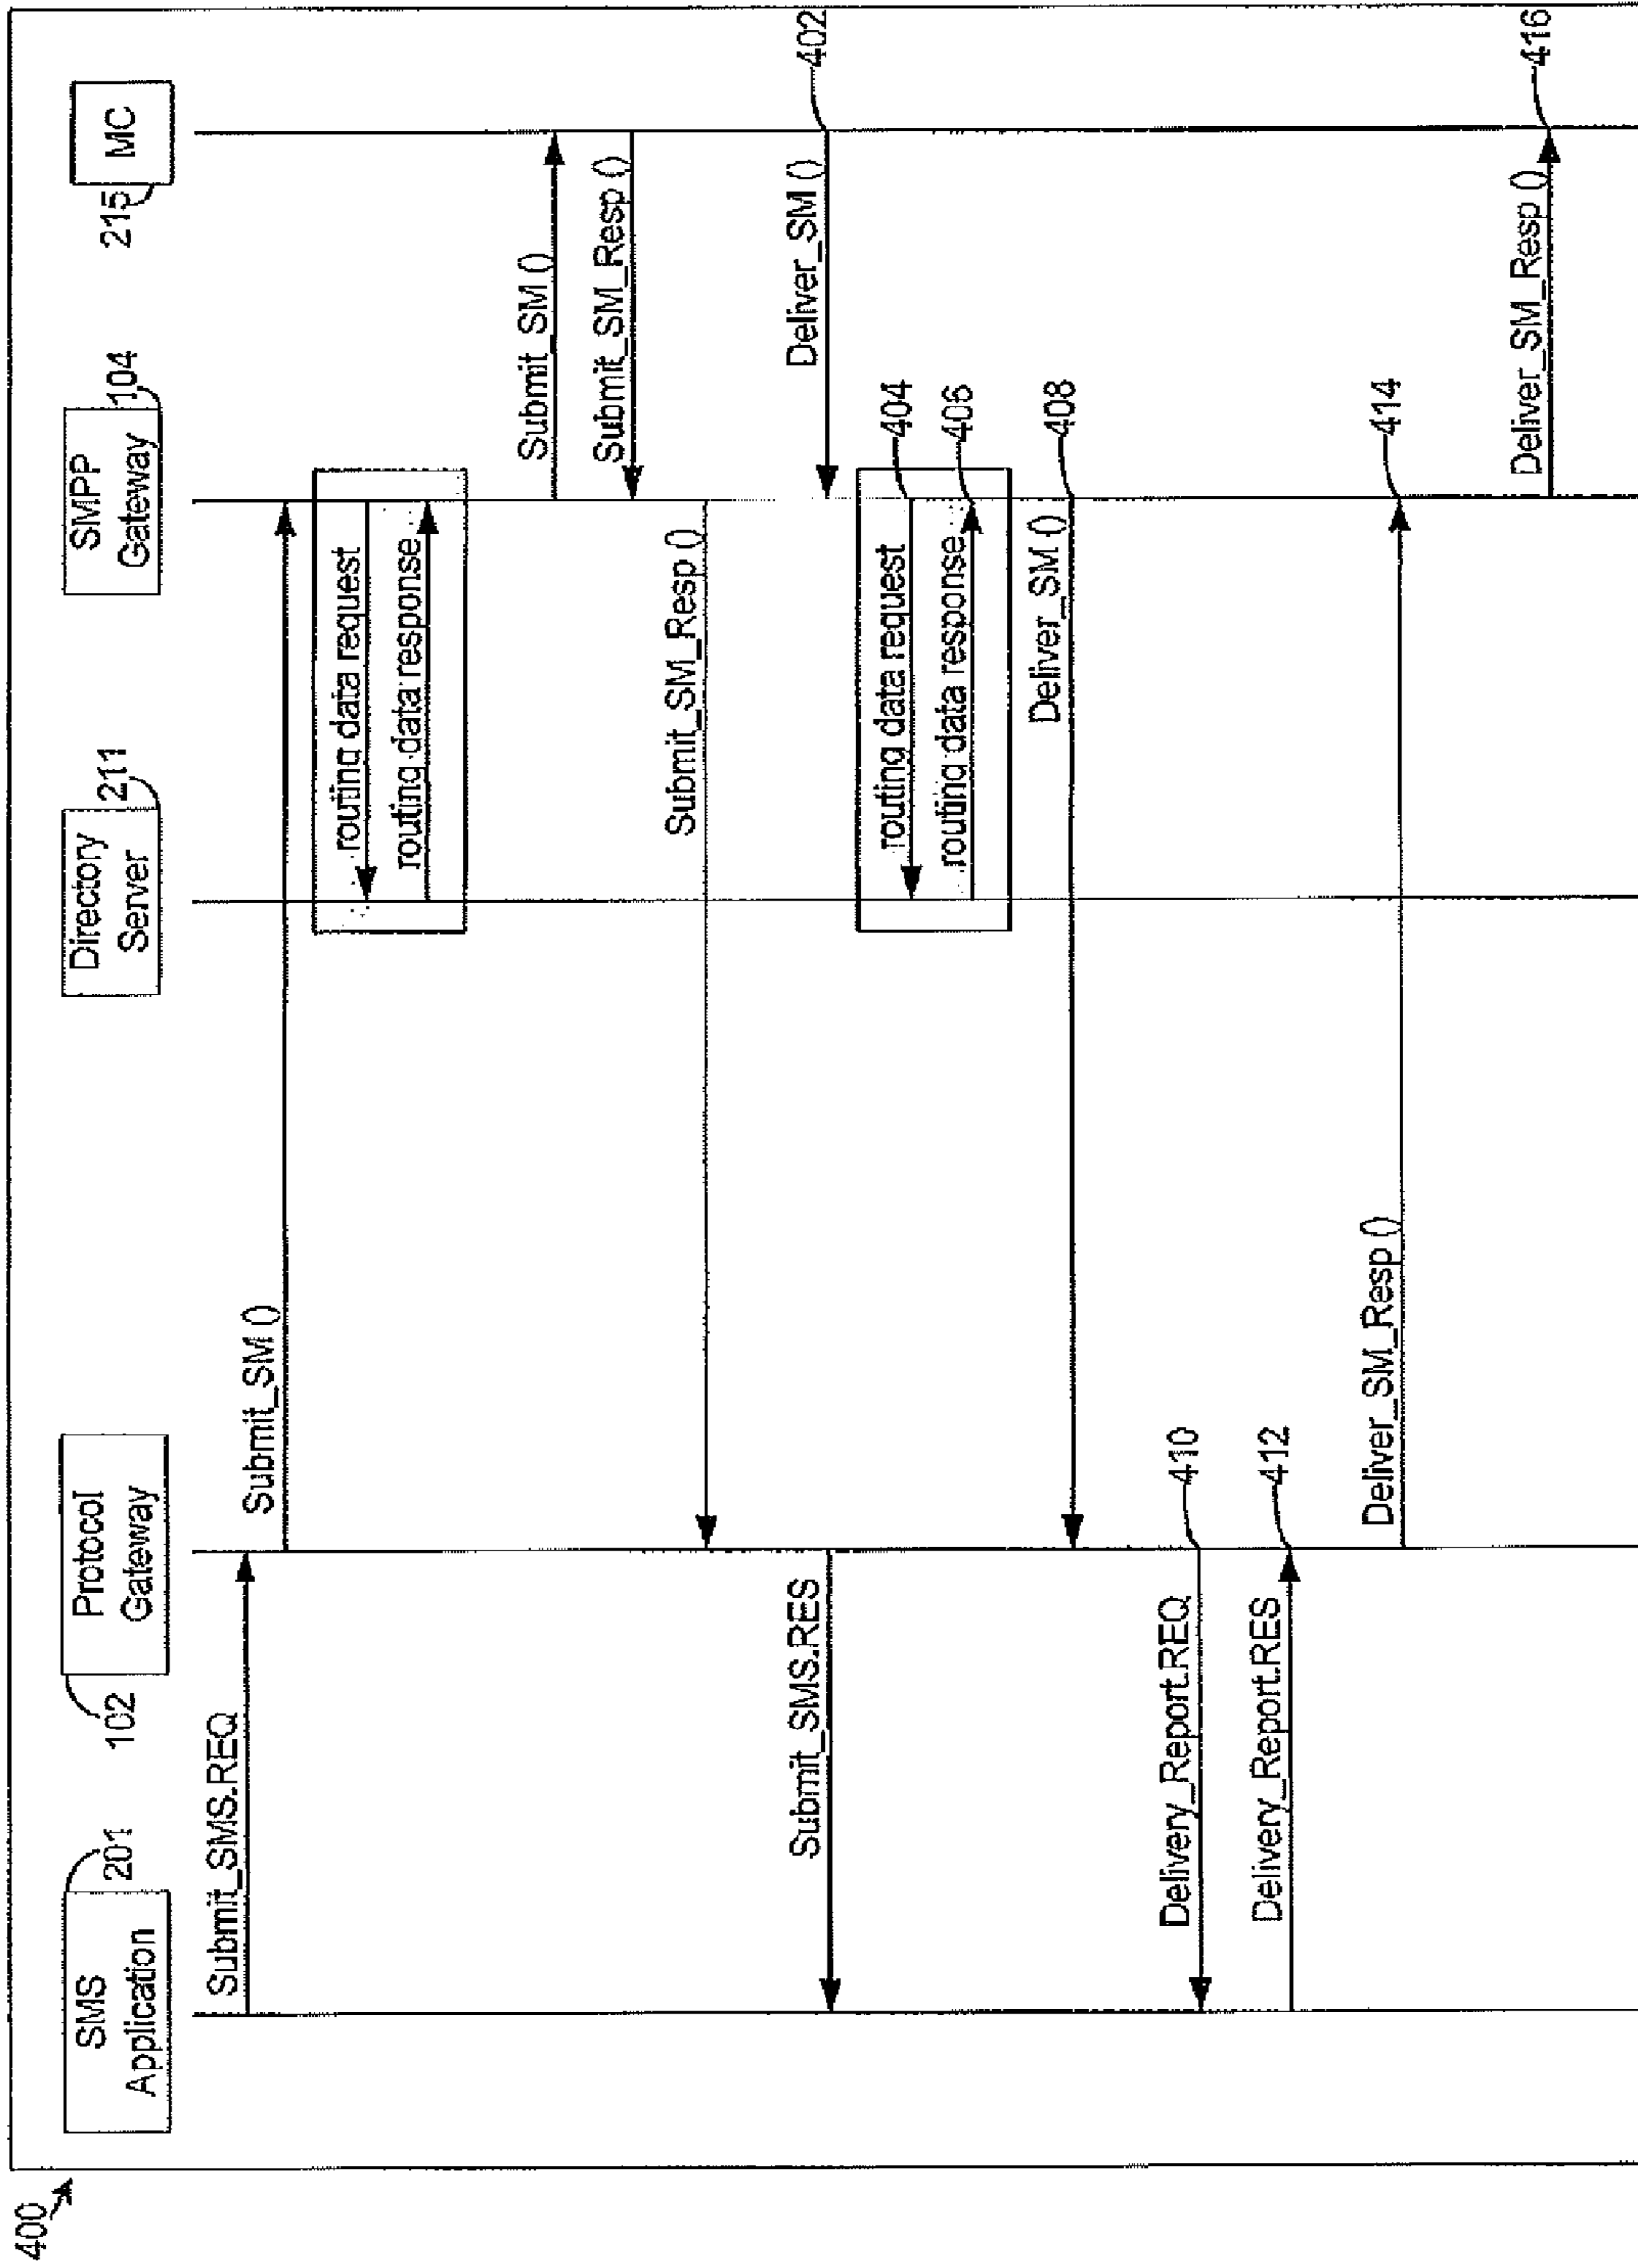 400
SMS
Application
201
Protocol
Gateway
102
Directory
Server
211
SMPP
Gateway
104
MC
215
Submit_SMS.REQ
Submit_SM ()
routing data request
routing data response
Submit_SM ()
Submit_SM_Resp ()
Submit_SM_Resp ()
Submit_SMS.RES
Deliver_SM ()
402
routing data request
404
routing data response
406
Deliver_SM ()
408
Delivery_Report.REQ
410
Delivery_Report.RES
412
Deliver_SM_Resp ()
414
Deliver_SM_Resp ()
416